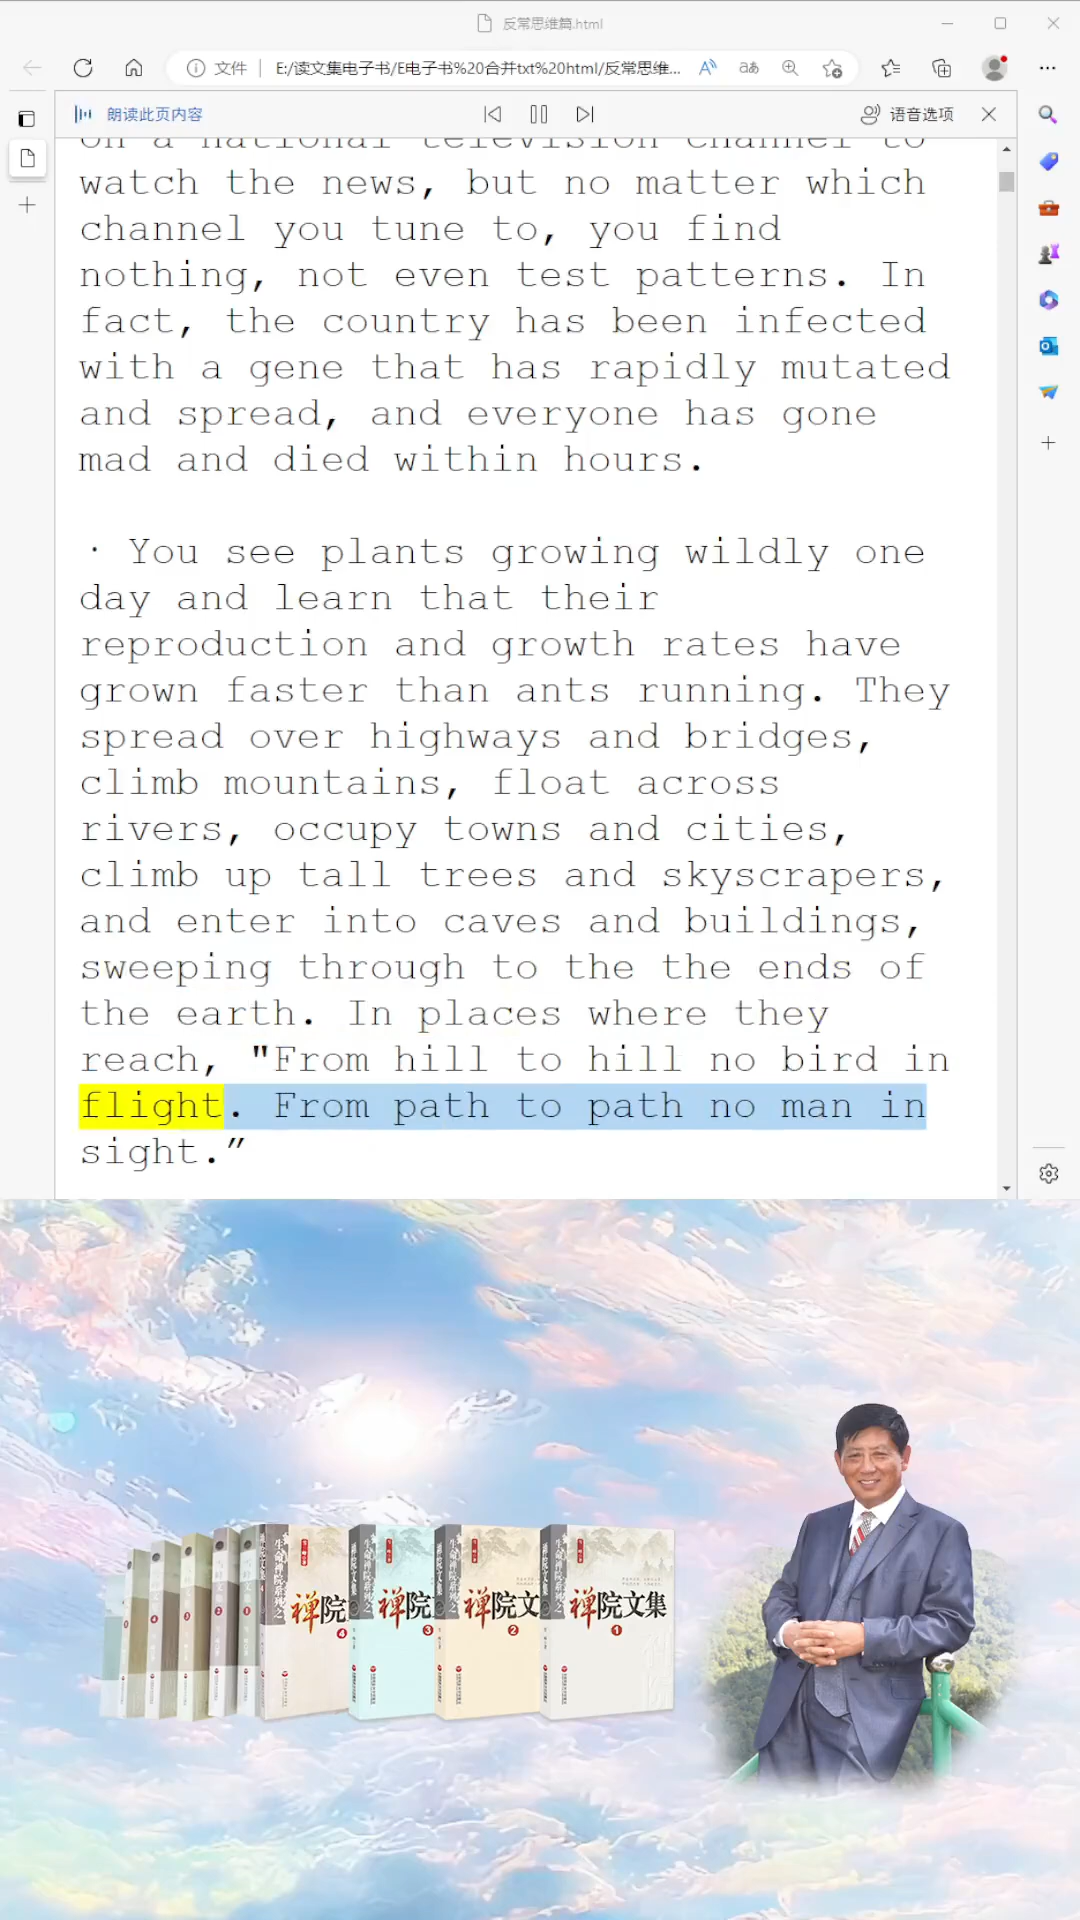 反常思维篇.html
文件
E:/读文集电子书/E电子书%20合并txt%20html/反常思维...
朗读此页内容
语音选项
on a national television channel to
watch the news, but no matter which
channel you tune to, you find
nothing, not even test patterns. In
fact, the country has been infected
with a gene that has rapidly mutated
and spread, and everyone has gone
mad and died within hours.
· You see plants growing wildly one
day and learn that their
reproduction and growth rates have
grown faster than ants running. They
spread over highways and bridges,
climb mountains, float across
rivers, occupy towns and cities,
climb up tall trees and skyscrapers,
and enter into caves and buildings,
sweeping through to the the ends of
the earth. In places where they
reach, "From hill to hill no bird in
flight. From path to path no man in
sight.”
禅院 4
禅院 3
禅院文 2
禅院文集 1